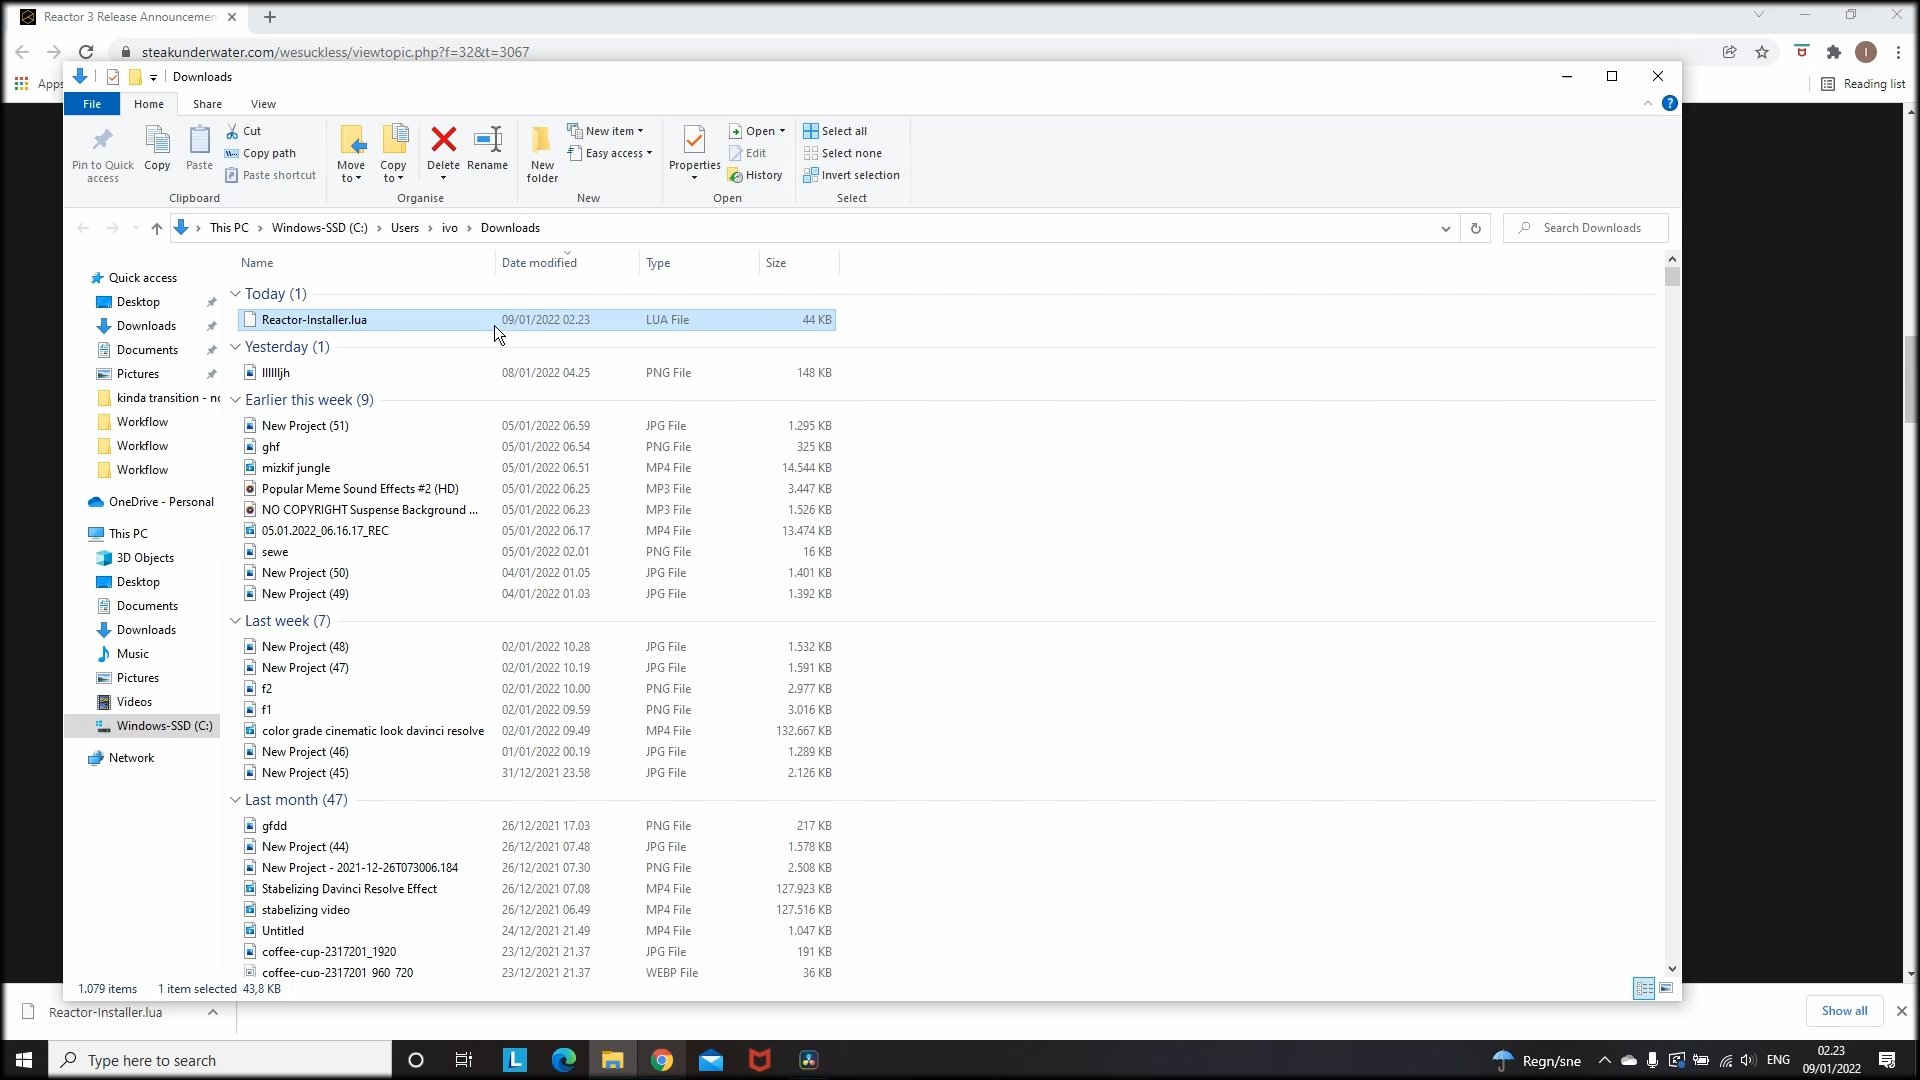 Reactor 3 Release Announcemen
steakunderwater.com/wesuckless/viewtopic.php?f=32&t=3067
I
Apps
Reading list
Downloads
File Home Share View
Pin to Quick access
Copy
Paste
Cut
Copy path
Paste shortcut
Clipboard
Move to
Copy to
Delete
Rename
Organise
New folder
New item
Easy access
New
Properties
Open
Edit
History
Open
Select all
Select none
Invert selection
Select
This PC > Windows-SSD (C:) > Users > ivo > Downloads
Search Downloads
Quick access
Desktop
Downloads
Documents
Pictures
kinda transition - no
Workflow
Workflow
Workflow
OneDrive - Personal
This PC
3D Objects
Desktop
Documents
Downloads
Music
Pictures
Videos
Windows-SSD (C:)
Network
Name Date modified Type Size
Today (1)
Reactor-Installer.lua 09/01/2022 02.23 LUA File 44 KB
Yesterday (1)
08/01/2022 04.25 PNG File 148 KB
Earlier this week (9)
New Project (51) 05/01/2022 06.59 JPG File 1.295 KB
ghf 05/01/2022 06.54 PNG File 325 KB
mizkif jungle 05/01/2022 06.51 MP4 File 14.544 KB
Popular Meme Sound Effects #2 (HD) 05/01/2022 06.25 MP3 File 3.447 KB
NO COPYRIGHT Suspense Background ... 05/01/2022 06.23 MP3 File 1.526 KB
05.01.2022_06.16.17_REC 05/01/2022 06.17 MP4 File 13.474 KB
sewe 05/01/2022 02.01 PNG File 16 KB
New Project (50) 04/01/2022 01.05 JPG File 1.401 KB
New Project (49) 04/01/2022 01.03 JPG File 1.392 KB
Last week (7)
New Project (48) 02/01/2022 10.28 JPG File 1.532 KB
New Project (47) 02/01/2022 10.19 JPG File 1.591 KB
f2 02/01/2022 10.00 PNG File 2.977 KB
f1 02/01/2022 09.59 PNG File 3.016 KB
color grade cinematic look davinci resolve 02/01/2022 09.49 MP4 File 132.667 KB
New Project (46) 01/01/2022 00.19 JPG File 1.289 KB
New Project (45) 31/12/2021 23.58 JPG File 2.126 KB
Last month (47)
gfdd 26/12/2021 17.03 PNG File 217 KB
New Project (44) 26/12/2021 07.48 JPG File 1.578 KB
New Project - 2021-12-26T073006.184 26/12/2021 07.30 PNG File 2.508 KB
Stabelizing Davinci Resolve Effect 26/12/2021 07.08 MP4 File 127.923 KB
stabelizing video 26/12/2021 06.49 MP4 File 127.516 KB
Untitled 24/12/2021 21.49 MP4 File 1.047 KB
coffee-cup-2317201_1920 23/12/2021 21.37 JPG File 191 KB
coffee-cup-2317201_960_720 23/12/2021 21.37 WEBP File 36 KB
1.079 items 1 item selected 43,8 KB
Reactor-Installer.lua
Show all
Type here to search
L
Regn/sne
ENG
02.23
09/01/2022